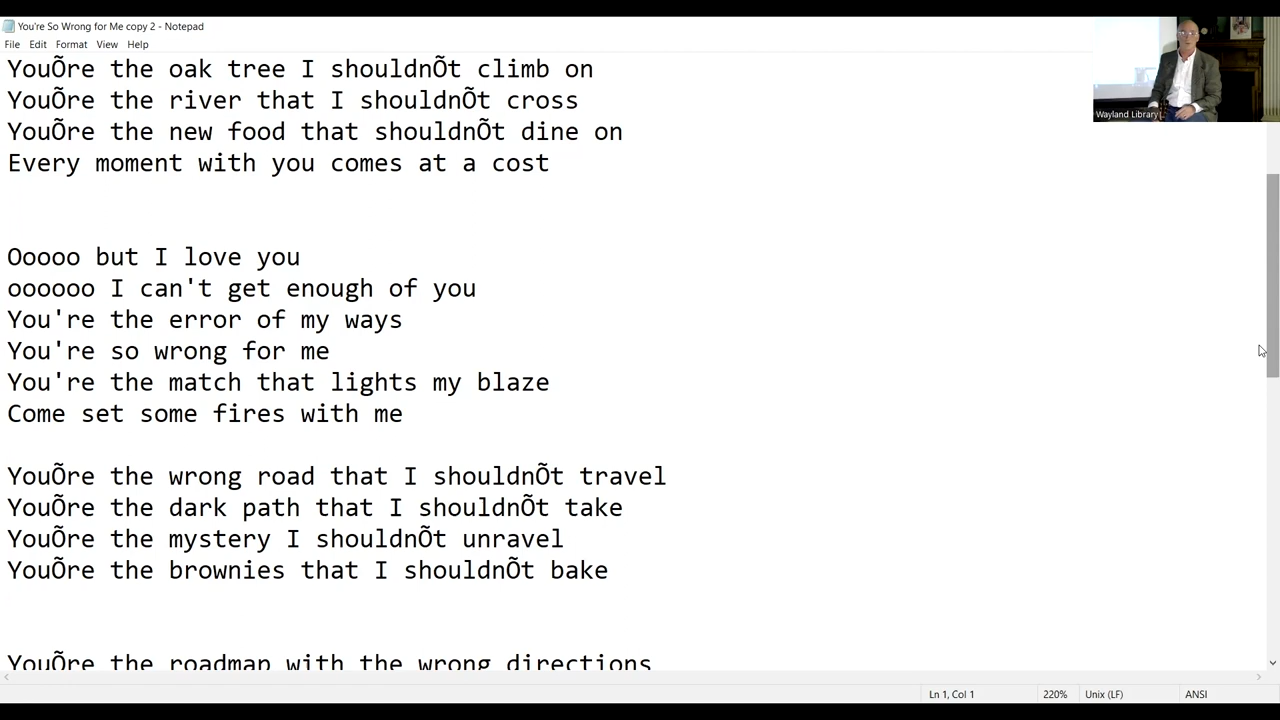 You're So Wrong for Me copy 2 - Notepad
File Edit Format View Help
YouÕre the oak tree I shouldnÕt climb on
YouÕre the river that I shouldnÕt cross
YouÕre the new food that shouldnÕt dine on
Every moment with you comes at a cost
Ooooo but I love you
oooooo I can't get enough of you
You're the error of my ways
You're so wrong for me
You're the match that lights my blaze
Come set some fires with me
YouÕre the wrong road that I shouldnÕt travel
YouÕre the dark path that I shouldnÕt take
YouÕre the mystery I shouldnÕt unravel
YouÕre the brownies that I shouldnÕt bake
YouÕre the roadmap with the wrong directions
Wayland Library[..
Ln 1, Col 1 220% Unix (LF) ANSI